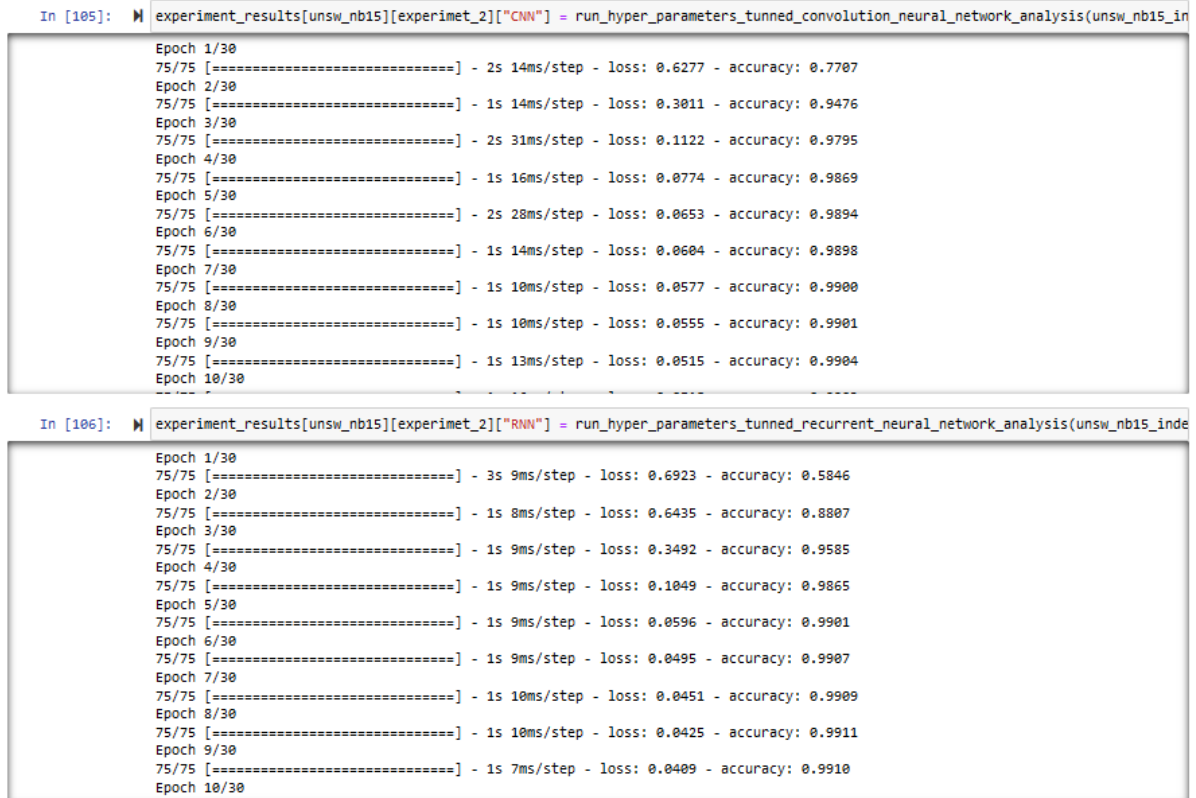 In [105]: experiment_results[unsw_nb15][experimet_2]["CNN"] = run_hyper_parameters_tunned_convolution_neural_network_analysis(unsw_nb15_in
Epoch 1/30
75/75 [==============================] - 2s 14ms/step - loss: 0.6277 - accuracy: 0.7707
Epoch 2/30
75/75 [==============================] - 1s 14ms/step - loss: 0.3011 - accuracy: 0.9476
Epoch 3/30
75/75 [==============================] - 2s 31ms/step - loss: 0.1122 - accuracy: 0.9795
Epoch 4/30
75/75 [==============================] - 1s 16ms/step - loss: 0.0774 - accuracy: 0.9869
Epoch 5/30
75/75 [==============================] - 2s 28ms/step - loss: 0.0653 - accuracy: 0.9894
Epoch 6/30
75/75 [==============================] - 1s 14ms/step - loss: 0.0604 - accuracy: 0.9898
Epoch 7/30
75/75 [==============================] - 1s 10ms/step - loss: 0.0577 - accuracy: 0.9900
Epoch 8/30
75/75 [==============================] - 1s 10ms/step - loss: 0.0555 - accuracy: 0.9901
Epoch 9/30
75/75 [==============================] - 1s 13ms/step - loss: 0.0515 - accuracy: 0.9904
Epoch 10/30
In [106]: experiment_results[unsw_nb15][experimet_2]["RNN"] = run_hyper_parameters_tunned_recurrent_neural_network_analysis(unsw_nb15_inde
Epoch 1/30
75/75 [==============================] - 3s 9ms/step - loss: 0.6923 - accuracy: 0.5846
Epoch 2/30
75/75 [==============================] - 1s 8ms/step - loss: 0.6435 - accuracy: 0.8807
Epoch 3/30
75/75 [==============================] - 1s 9ms/step - loss: 0.3492 - accuracy: 0.9585
Epoch 4/30
75/75 [==============================] - 1s 9ms/step - loss: 0.1049 - accuracy: 0.9865
Epoch 5/30
75/75 [==============================] - 1s 9ms/step - loss: 0.0596 - accuracy: 0.9901
Epoch 6/30
75/75 [==============================] - 1s 9ms/step - loss: 0.0495 - accuracy: 0.9907
Epoch 7/30
75/75 [==============================] - 1s 10ms/step - loss: 0.0451 - accuracy: 0.9909
Epoch 8/30
75/75 [==============================] - 1s 10ms/step - loss: 0.0425 - accuracy: 0.9911
Epoch 9/30
75/75 [==============================] - 1s 7ms/step - loss: 0.0409 - accuracy: 0.9910
Epoch 10/30